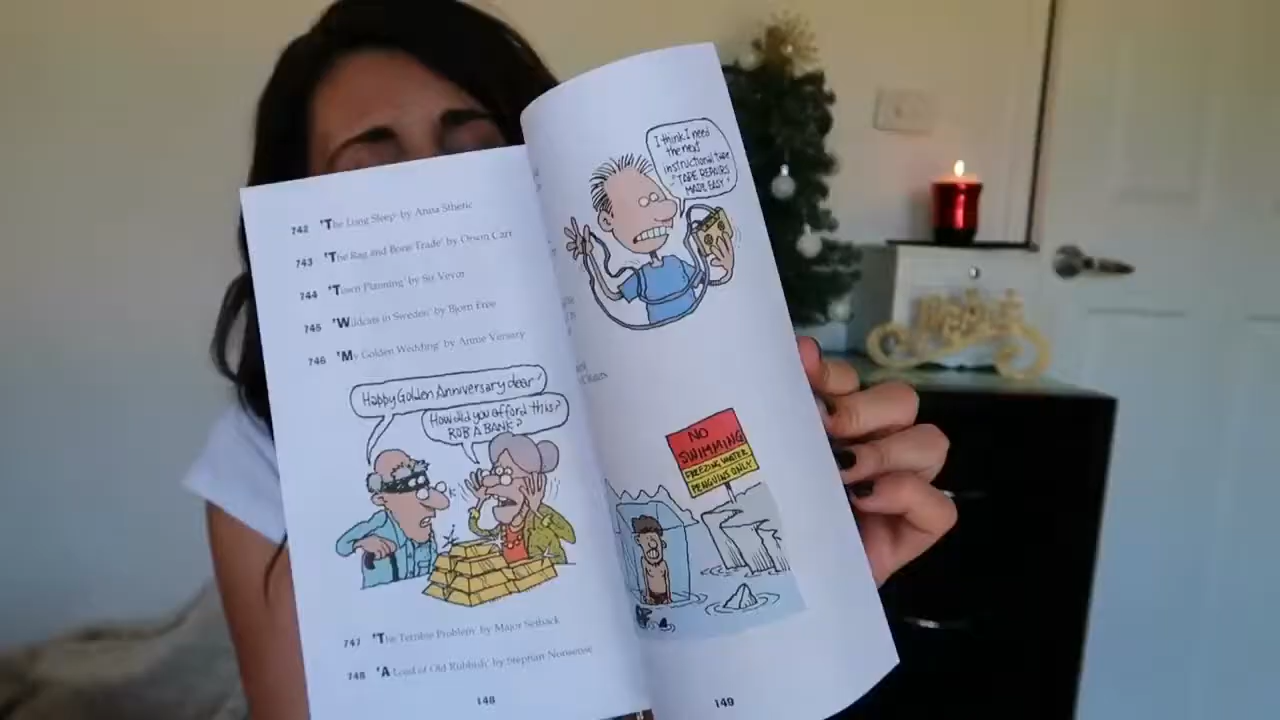 742 'The Long Sleep' by Anna Sthetic
743 'The Rag and Bone Trade' by Orson Cart
744 'Town Planning' by Sir Veyor
745 'Wildcats in Sweden' by Bjorn Free
746 'My Golden Wedding' by Annie Versary
Happy Golden Anniversary dear!
How did you afford this?
ROB A BANK?
747 'The Terrible Problem' by Major Setback
748 'A Load of Old Rubbish' by Stephan Nonsense
148
I think I need
the next
instructional tape
"TAPE REPAIRS
MADE EASY"
NO
SWIMMING
FREEZING WATER
PENGUINS ONLY
149